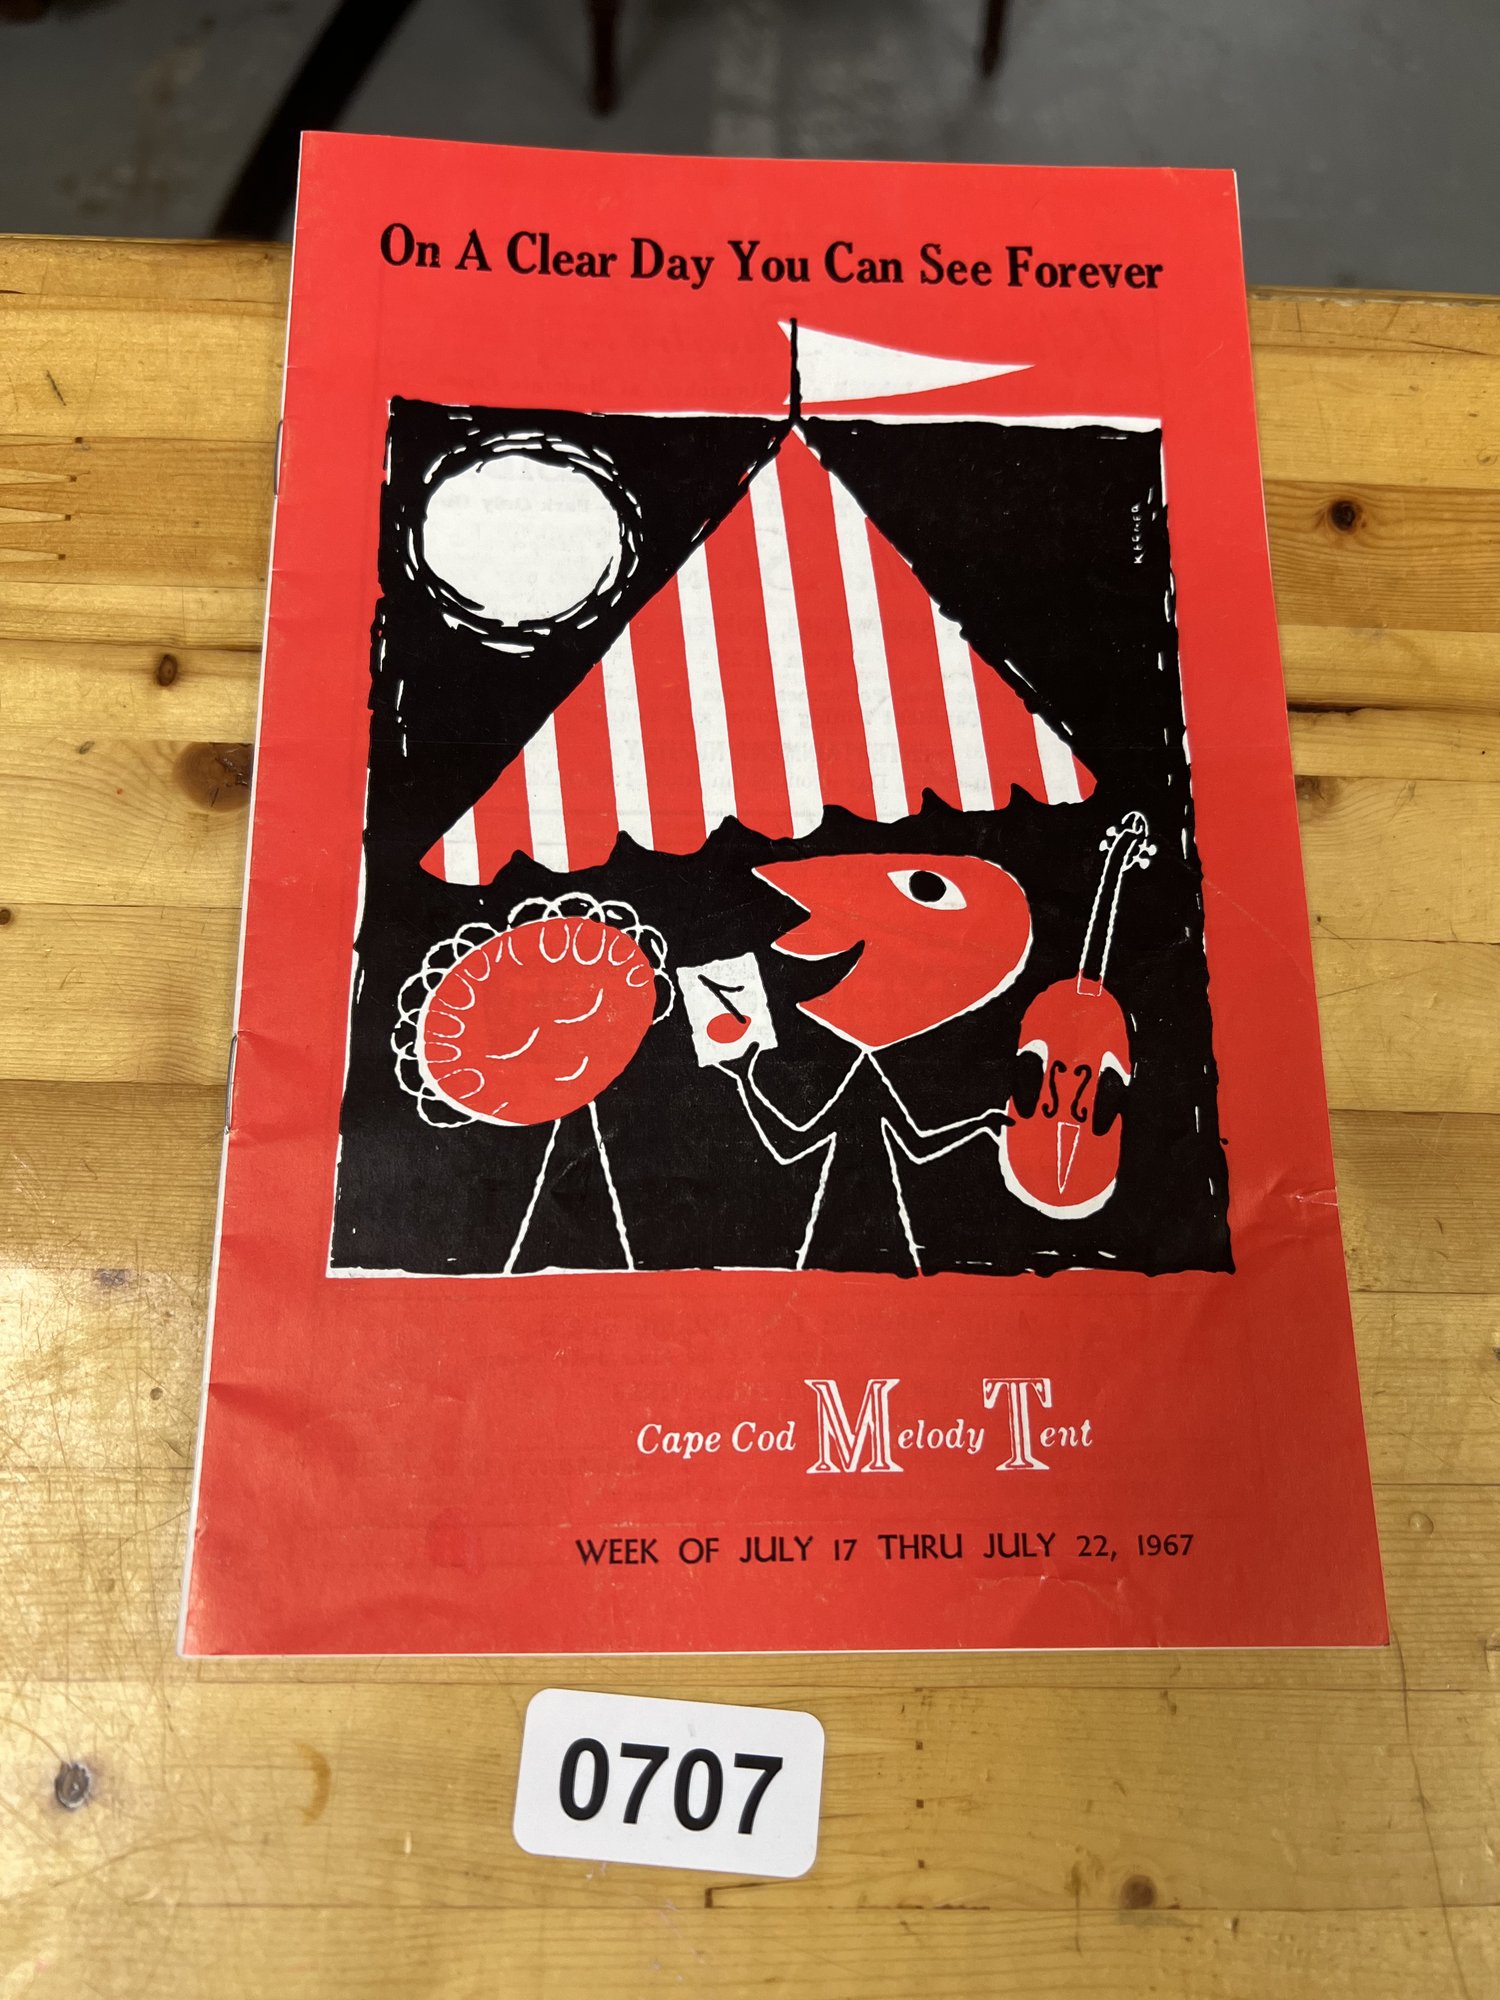 On A Clear Day You Can See Forever
KERNER
Cape Cod Melody Tent
WEEK OF JULY 17 THRU JULY 22, 1967
0707